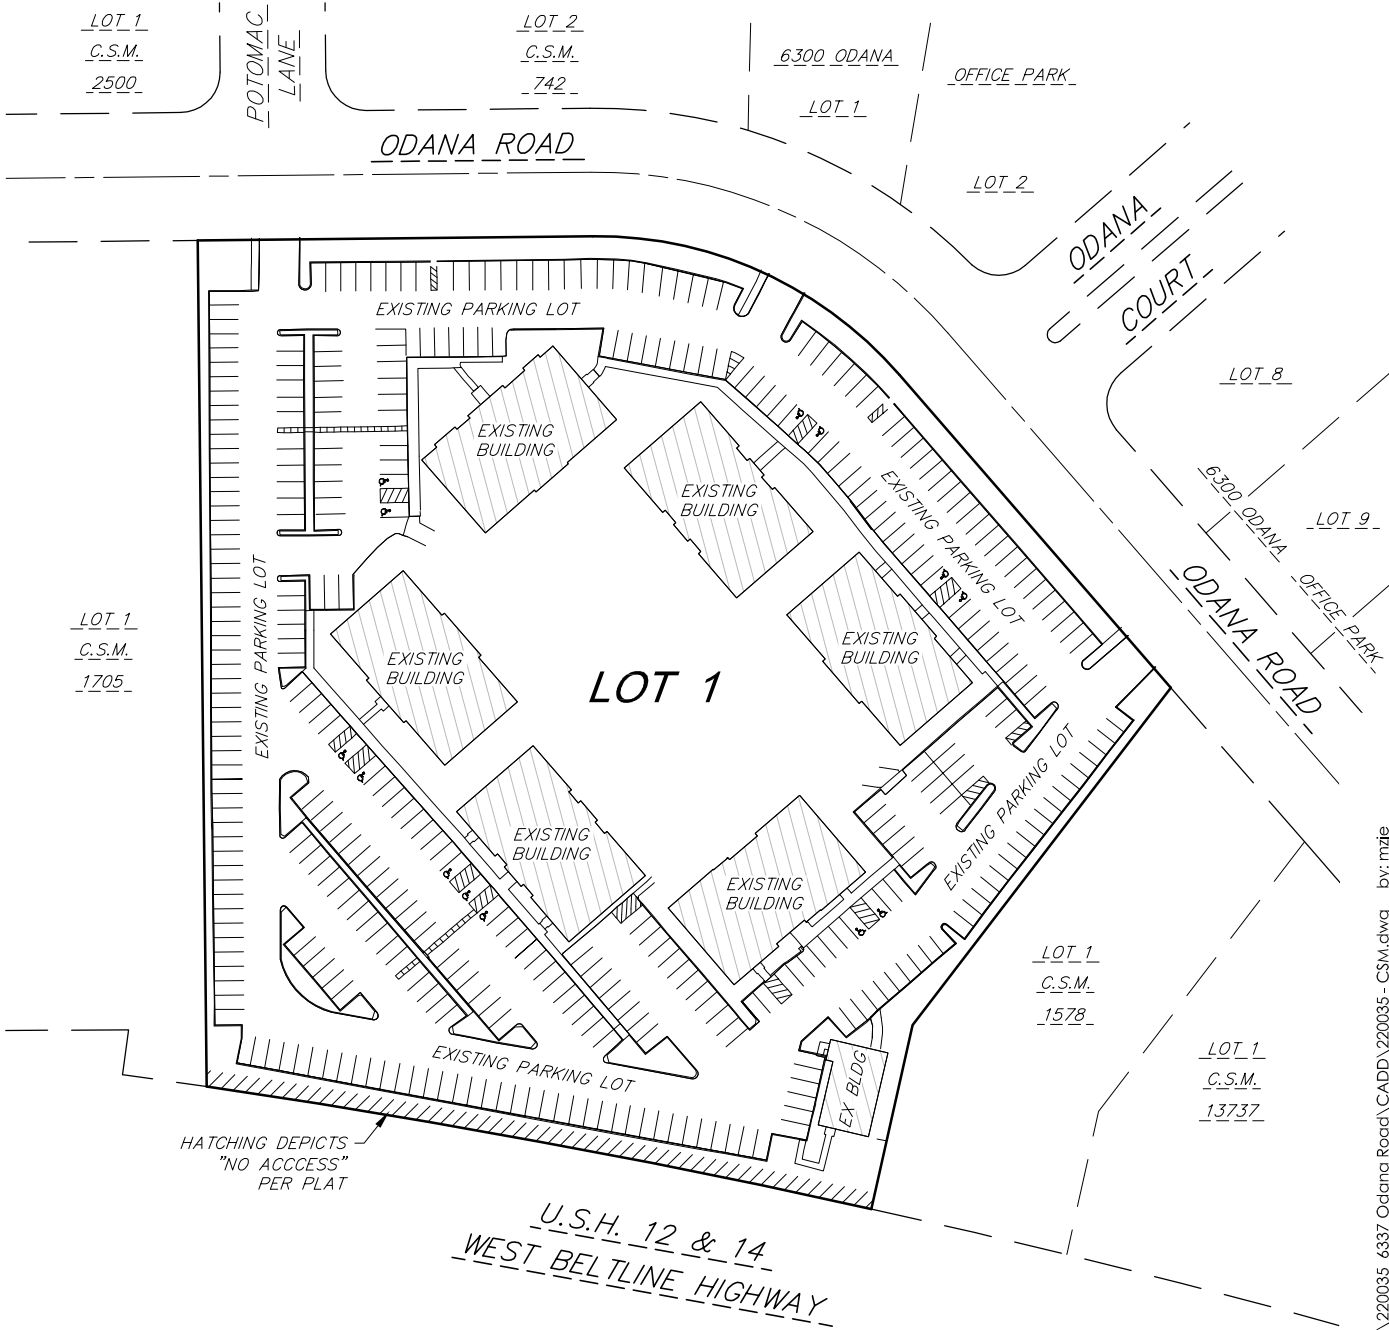 LOT 1
C.S.M.
2500
POTOMAC
LANE
LOT 2
C.S.M.
742
6300 ODANA
LOT 1
OFFICE PARK
LOT 2
ODANA ROAD
ODANA
COURT
LOT 8
6300 ODANA
OFFICE PARK
LOT 9
ODANA ROAD
EXISTING PARKING LOT
EXISTING
BUILDING
EXISTING
BUILDING
EXISTING PARKING LOT
EXISTING
BUILDING
EXISTING PARKING LOT
LOT 1
C.S.M.
1705
EXISTING
BUILDING
LOT 1
EXISTING PARKING LOT
EXISTING
BUILDING
EXISTING
BUILDING
LOT 1
C.S.M.
1578
LOT 1
C.S.M.
13737
EXISTING PARKING LOT
EX BLDG
HATCHING DEPICTS
"NO ACCCESS"
PER PLAT
U.S.H. 12 & 14
WEST BELTLINE HIGHWAY
\220035_6337 Odana Road\CADD\220035 - CSM.dwg by: mzie